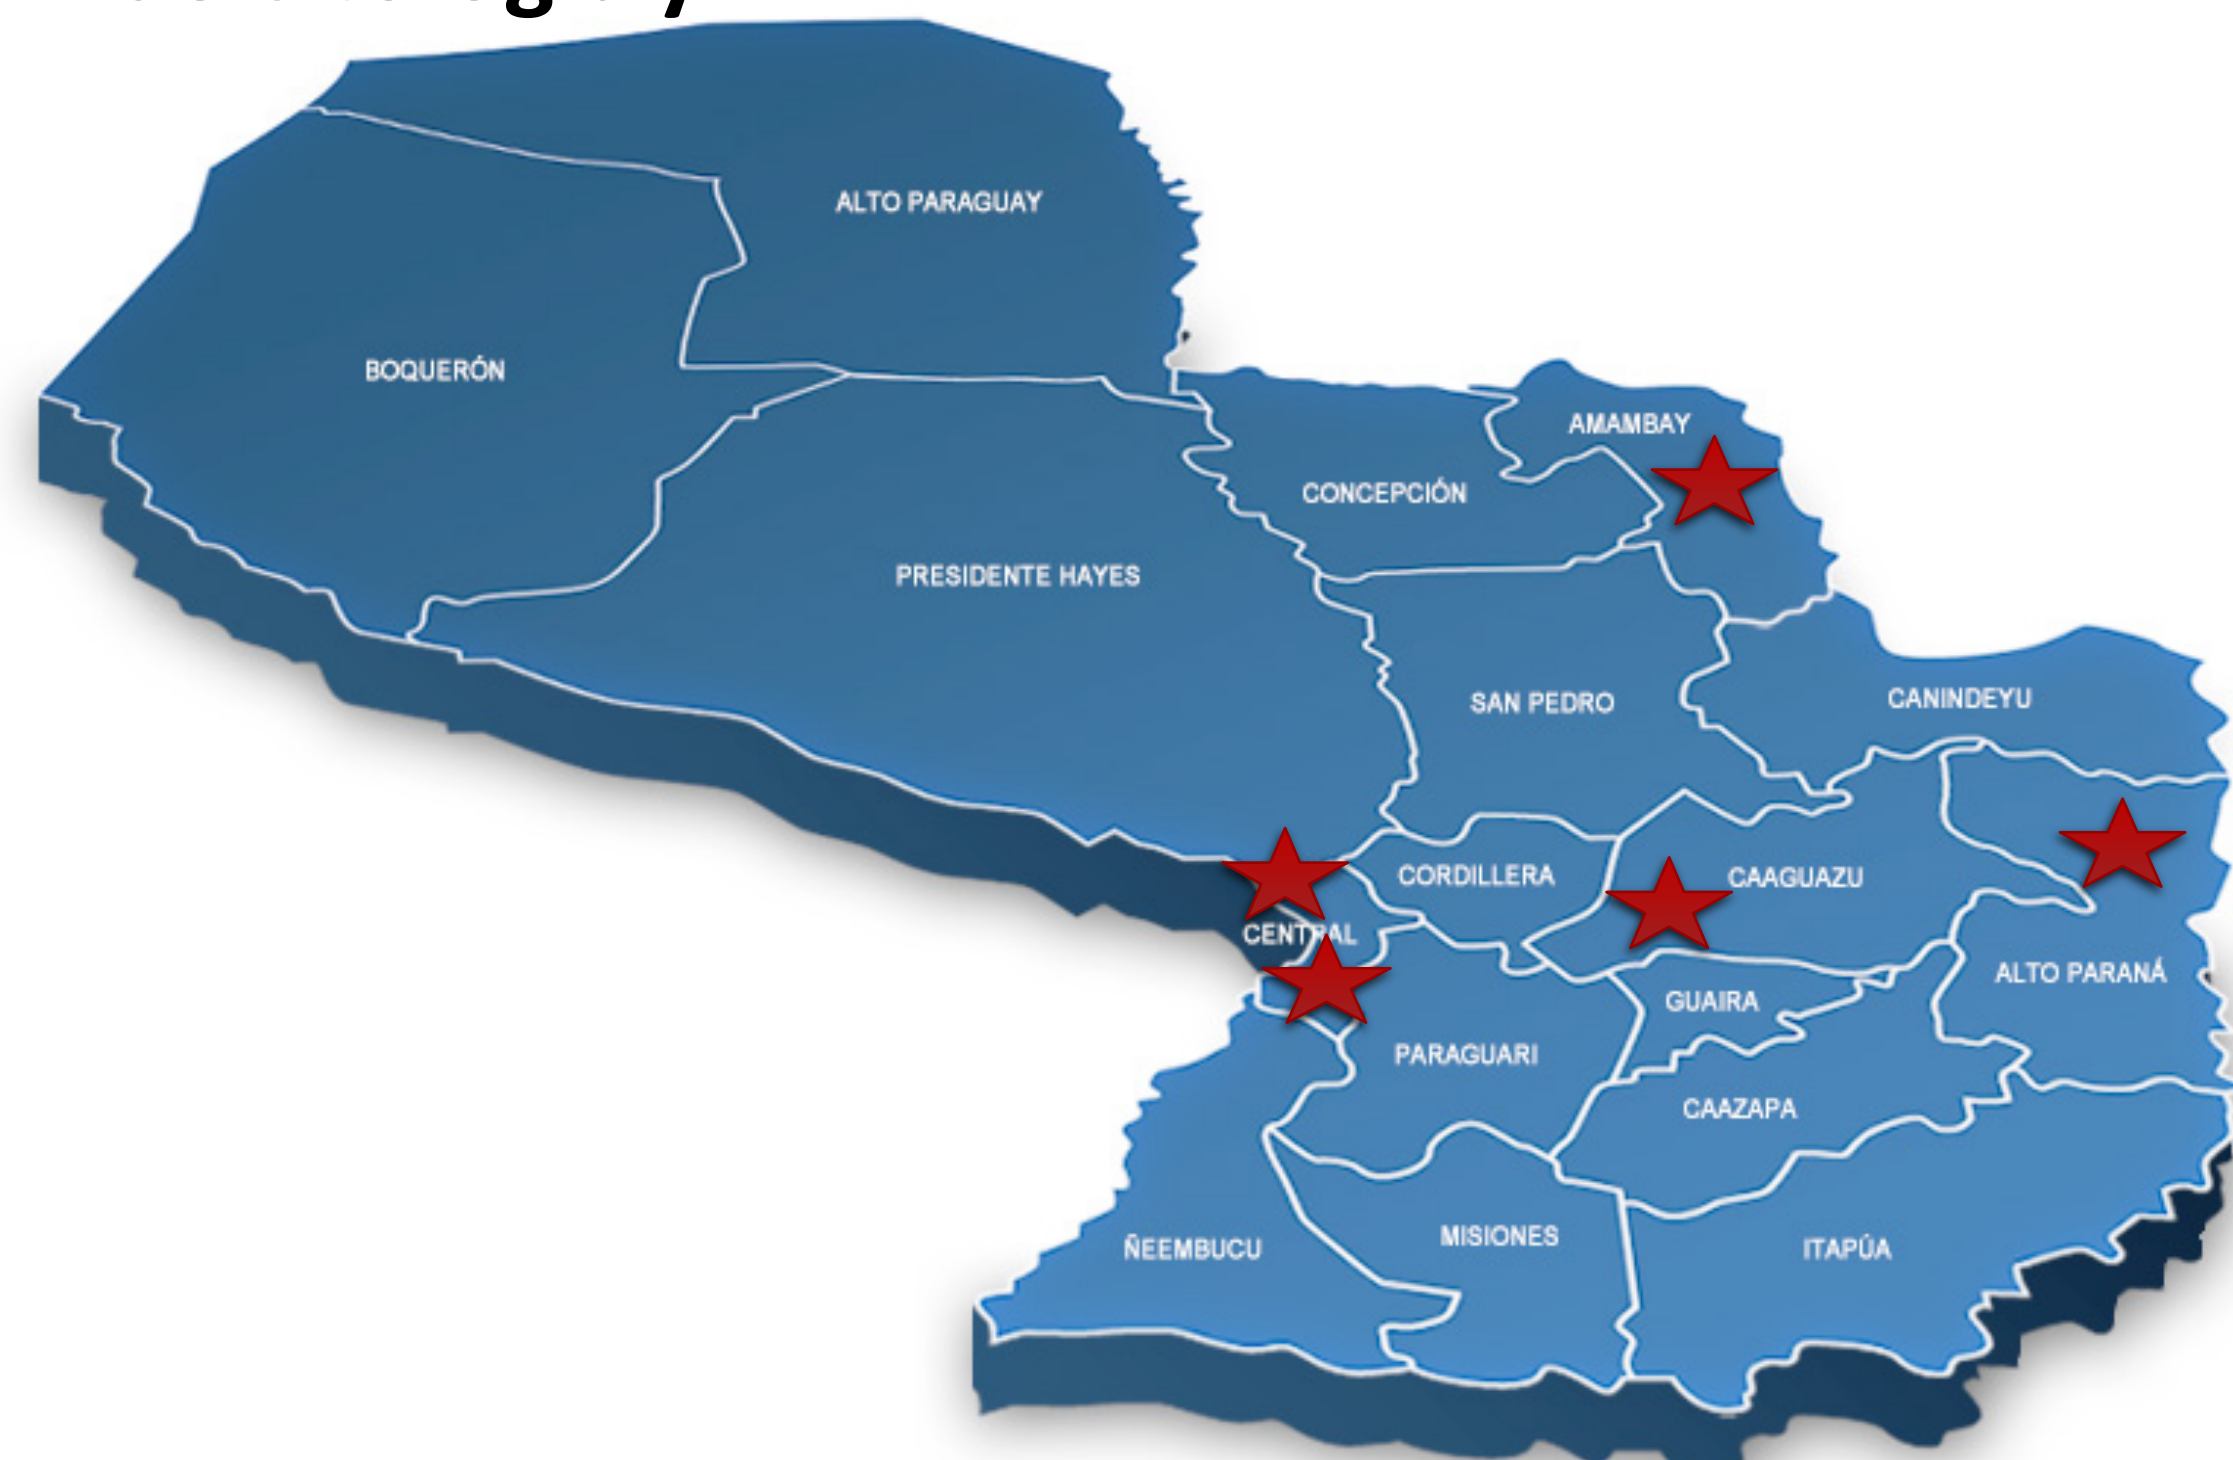 ALTO PARAGUAY
BOQUERÓN
AMAMBAY
CONCEPCIÓN
PRESIDENTE HAYES
SAN PEDRO
CANINDEYU
CORDILLERA
CAAGUAZU
CENTRAL
ALTO PARANÁ
GUAIRA
PARAGUARI
CAAZAPA
ÑEEMBUCU
MISIONES
ITAPÚA